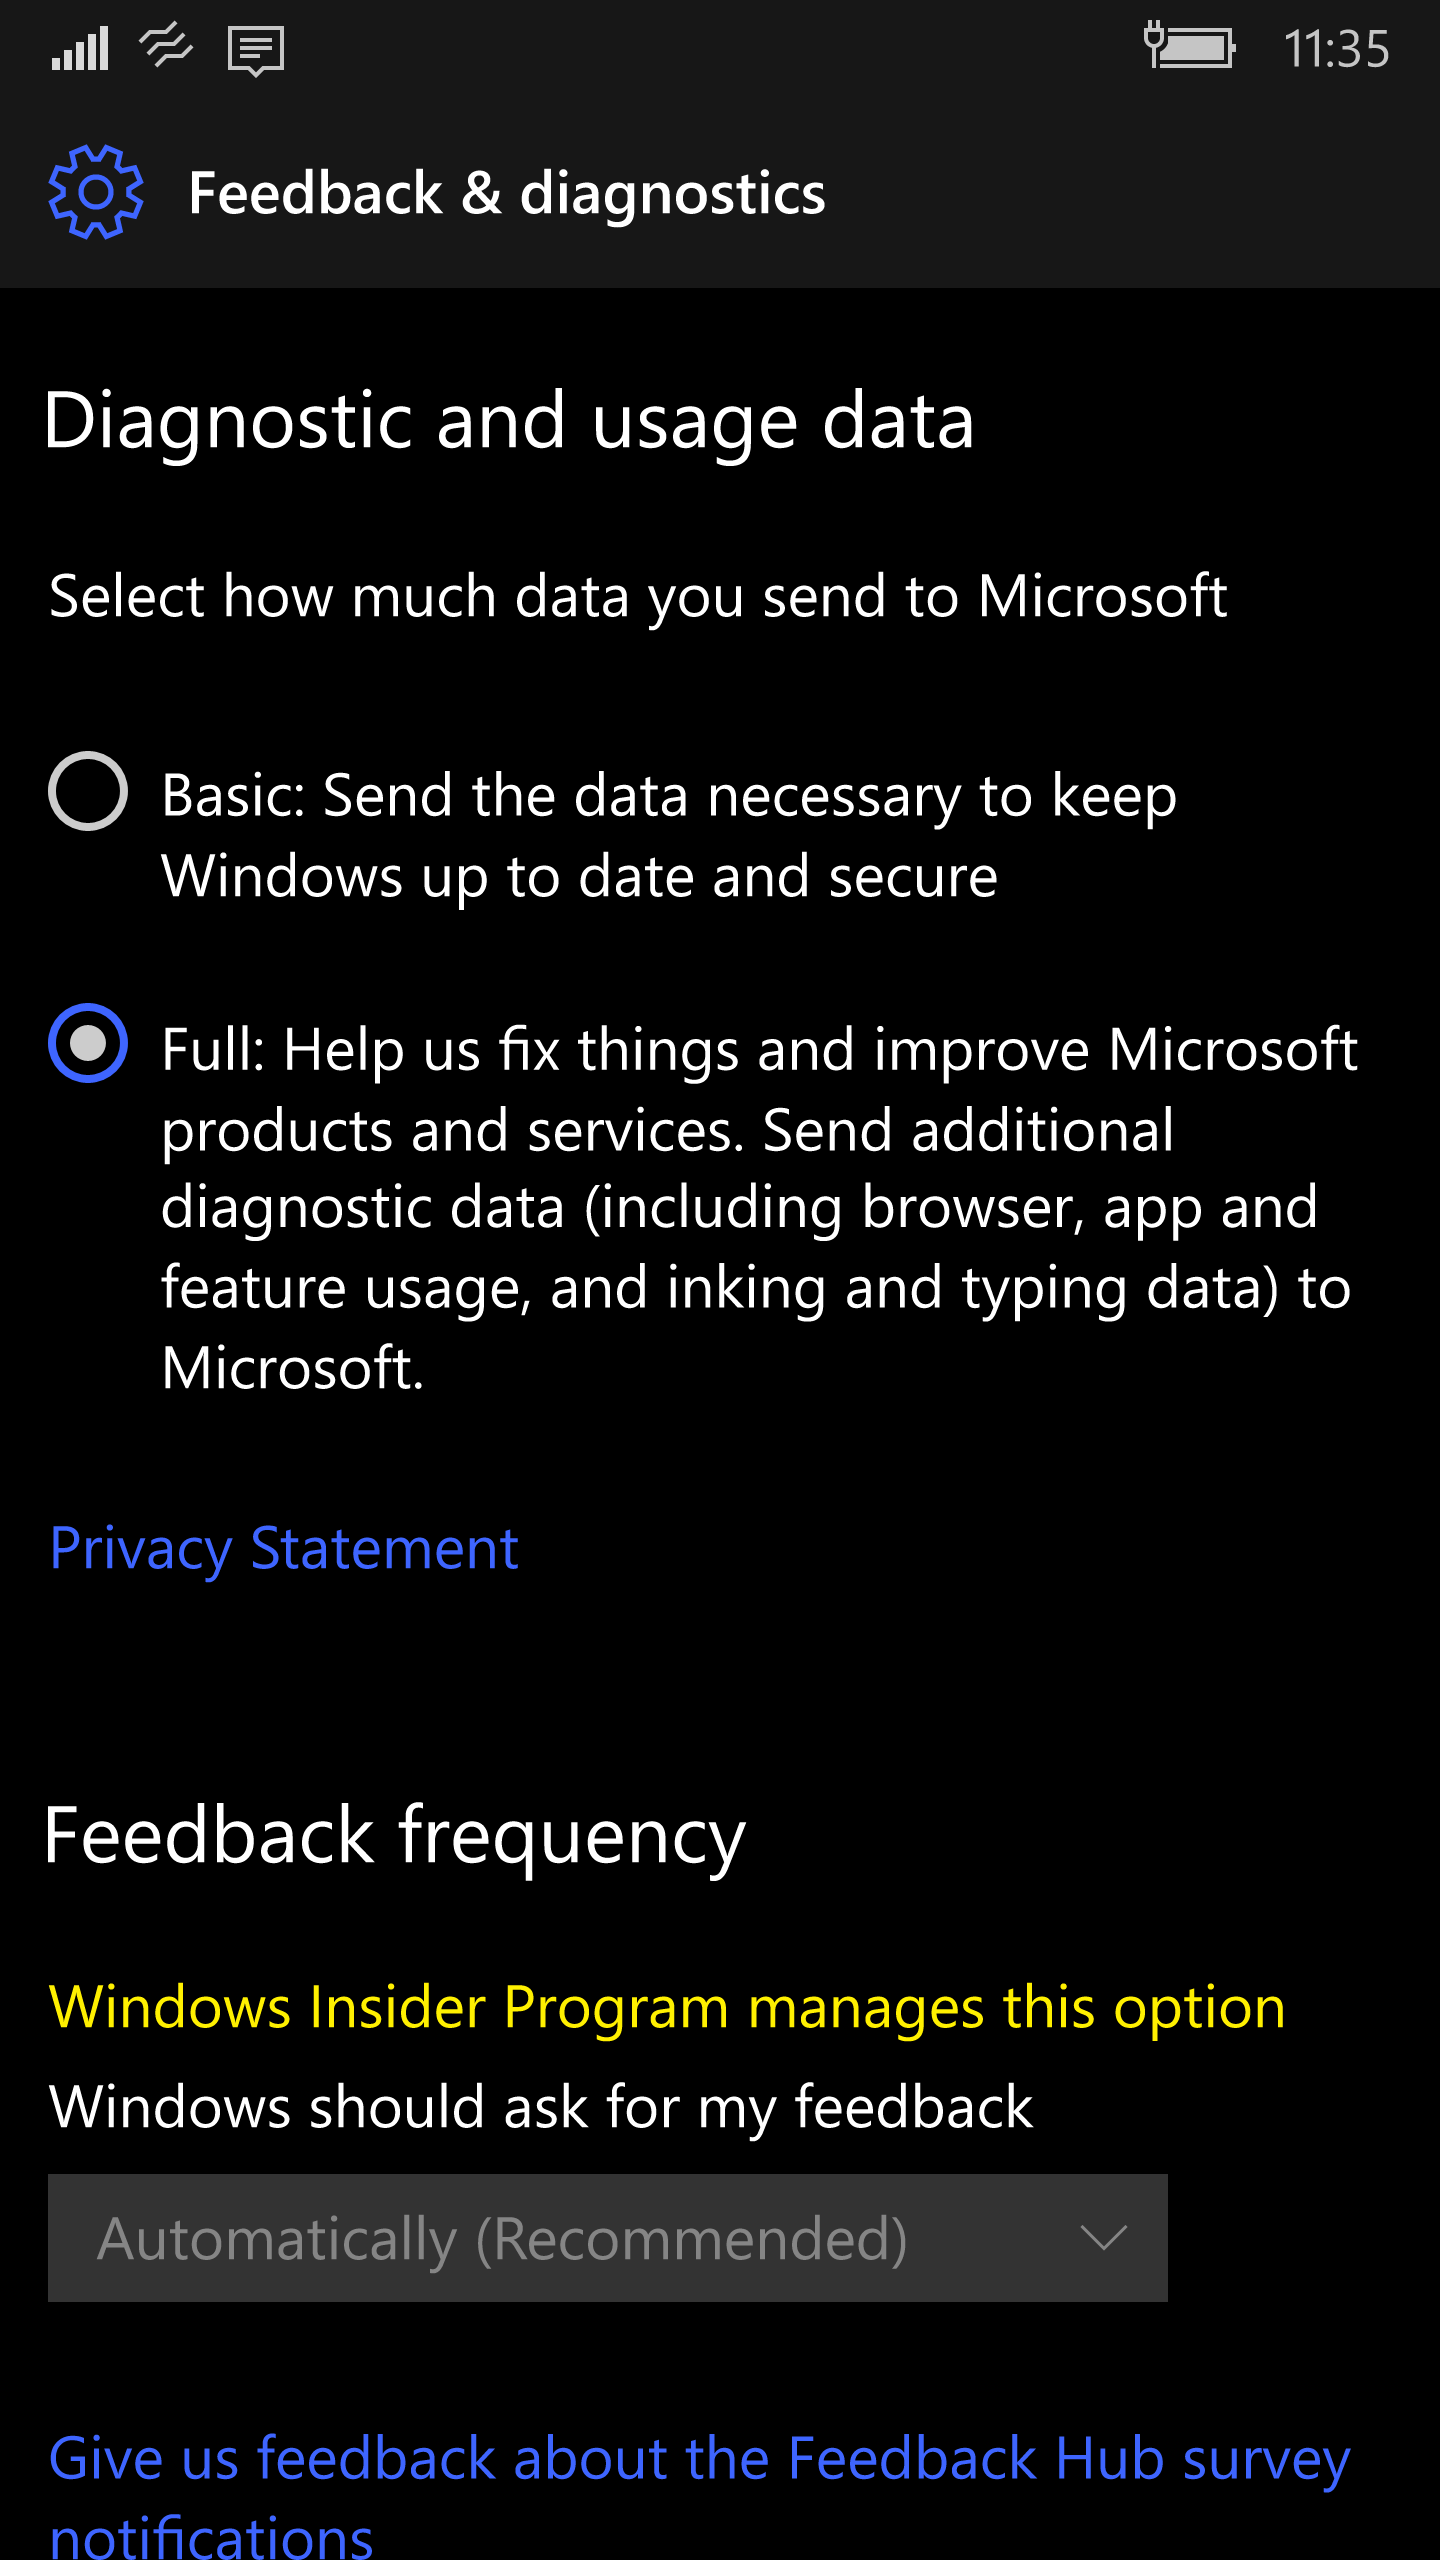 11:35
Feedback & diagnostics
Diagnostic and usage data
Select how much data you send to Microsoft
Basic: Send the data necessary to keep
Windows up to date and secure
Full: Help us fix things and improve Microsoft
products and services. Send additional
diagnostic data (including browser, app and
feature usage, and inking and typing data) to
Microsoft.
Privacy Statement
Feedback frequency
Windows Insider Program manages this option
Windows should ask for my feedback
Automatically (Recommended)
Give us feedback about the Feedback Hub survey
notifications